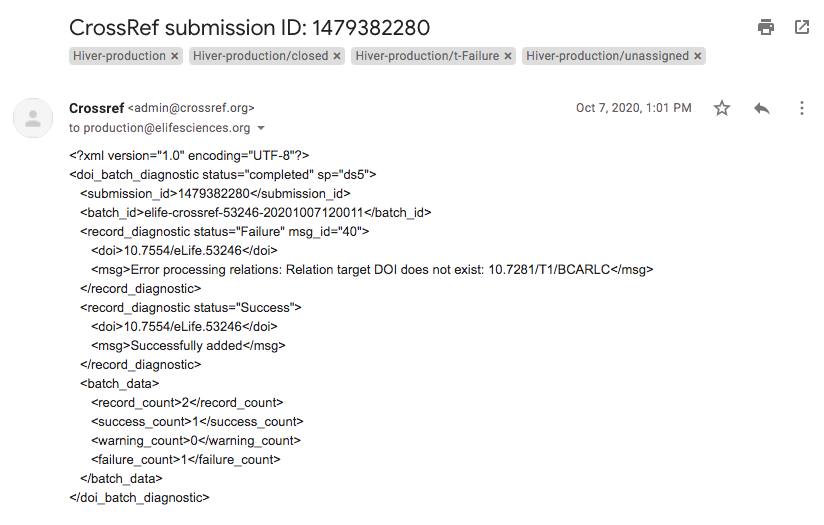 CrossRef submission ID: 1479382280
Hiver-production × Hiver-production/closed × Hiver-production/t-Failure × Hiver-production/unassigned ×
Crossref <admin@crossref.org> Oct 7, 2020, 1:01 PM
to production@elifesciences.org
<?xml version="1.0" encoding="UTF-8"?>
<doi_batch_diagnostic status="completed" sp="ds5">
<submission_id>1479382280</submission_id>
<batch_id>elife-crossref-53246-20201007120011</batch_id>
<record_diagnostic status="Failure" msg_id="40">
<doi>10.7554/eLife.53246</doi>
<msg>Error processing relations: Relation target DOI does not exist: 10.7281/T1/BCARLC</msg>
</record_diagnostic>
<record_diagnostic status="Success">
<doi>10.7554/eLife.53246</doi>
<msg>Successfully added</msg>
</record_diagnostic>
<batch_data>
<record_count>2</record_count>
<success_count>1</success_count>
<warning_count>0</warning_count>
<failure_count>1</failure_count>
</batch_data>
</doi_batch_diagnostic>